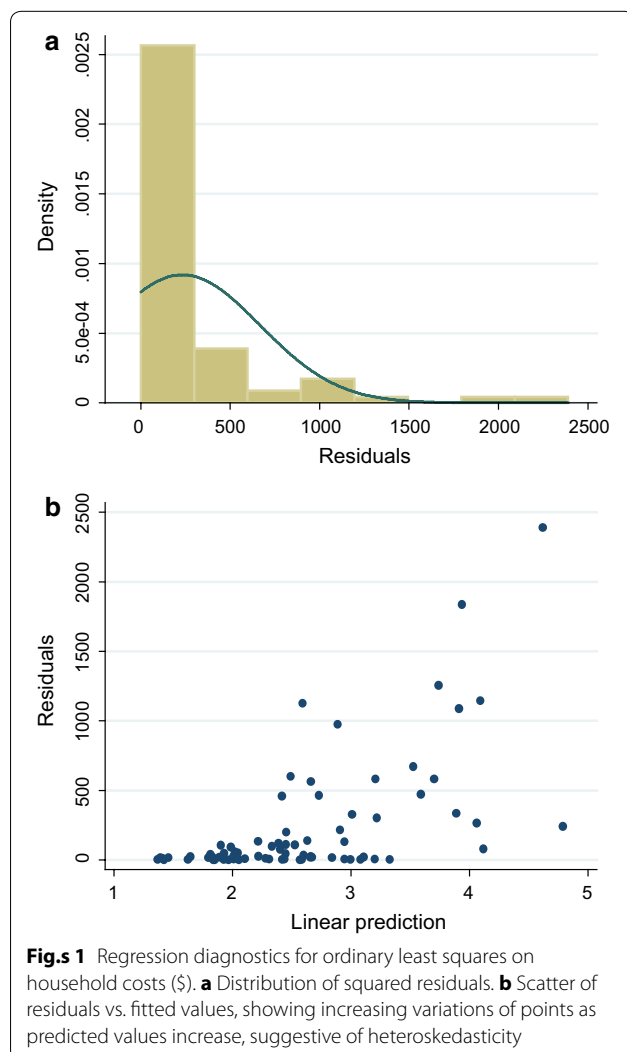 a
.0025
.002
.0015
.001
5.0e-04
0
Density
0 500 1000 1500 2000 2500
Residuals
b
2500
2000
1500
1000
500
0
Residuals
1 2 3 4 5
Linear prediction
Fig.s 1 Regression diagnostics for ordinary least squares on
household costs ($). a Distribution of squared residuals. b Scatter of
residuals vs. fitted values, showing increasing variations of points as
predicted values increase, suggestive of heteroskedasticity